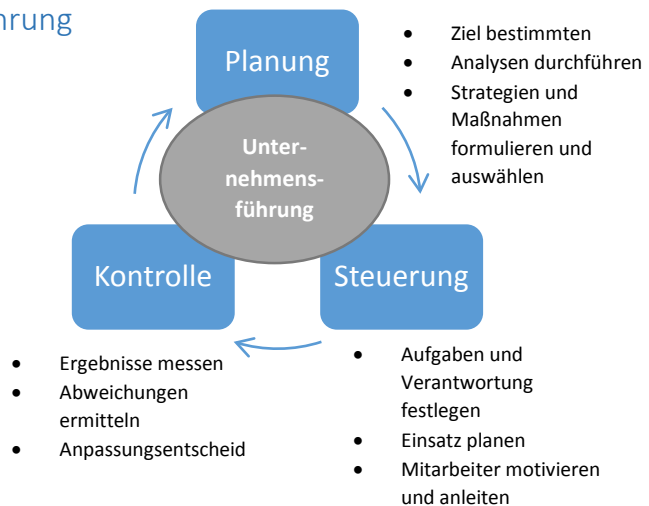 hrung
Planung
• Ziel bestimmten
• Analysen durchführen
• Strategien und
Maßnahmen
formulieren und
auswählen
Unter-
nehmens-
führung
Kontrolle
Steuerung
• Ergebnisse messen
• Abweichungen
ermitteln
• Anpassungsentscheid
• Aufgaben und
Verantwortung
festlegen
• Einsatz planen
• Mitarbeiter motivieren
und anleiten